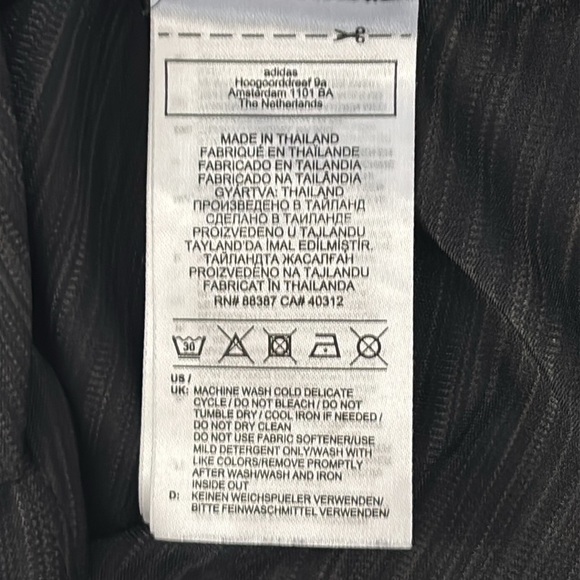 adidas
Hoogoorddreef 9a
Amsterdam 1101 BA
The Netherlands
MADE IN THAILAND
FABRIQUÉ EN THAÏLANDE
FABRICADO EN TAILANDIA
FABRICADO NA TAILÂNDIA
GYÁRTVA: THAILAND
ПРОИЗВЕДЕНО В ТАЙЛАНД
СДЕЛАНО В ТАИЛАНДЕ
PROIZVEDENO U TAJLANDU
TAYLAND'DA İMAL EDİLMİŞTİR.
ТАЙЛАНДТА ЖАСАЛҒАН
PROIZVEDENO NA TAJLANDU
FABRICAT ÎN THAILANDA
RN# 88387 CA# 40312
30
US /
UK: MACHINE WASH COLD DELICATE
CYCLE / DO NOT BLEACH / DO NOT
TUMBLE DRY / COOL IRON IF NEEDED /
DO NOT DRY CLEAN
DO NOT USE FABRIC SOFTENER/USE
MILD DETERGENT ONLY/WASH WITH
LIKE COLORS/REMOVE PROMPTLY
AFTER WASH/WASH AND IRON
INSIDE OUT
D: KEINEN WEICHSPUELER VERWENDEN/
BITTE FEINWASCHMITTEL VERWENDEN/